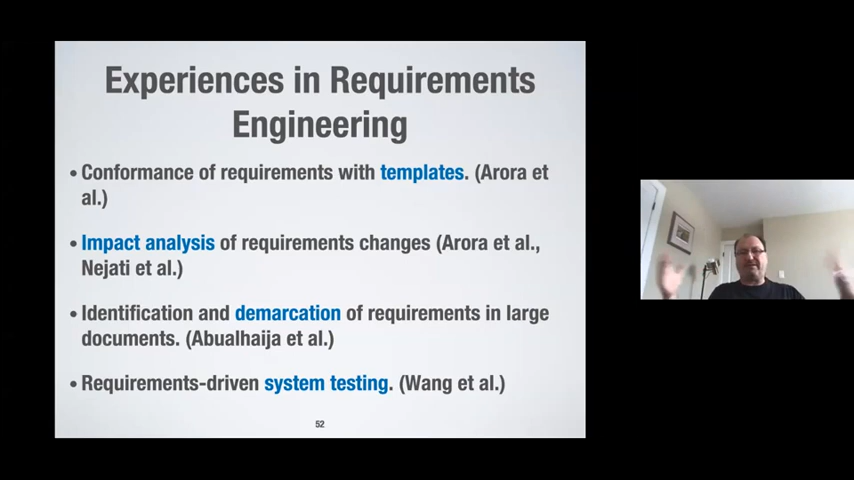 Experiences in Requirements
Engineering
• Conformance of requirements with templates. (Arora et
al.)
• Impact analysis of requirements changes (Arora et al.,
Nejati et al.)
• Identification and demarcation of requirements in large
documents. (Abualhaija et al.)
• Requirements-driven system testing. (Wang et al.)
52